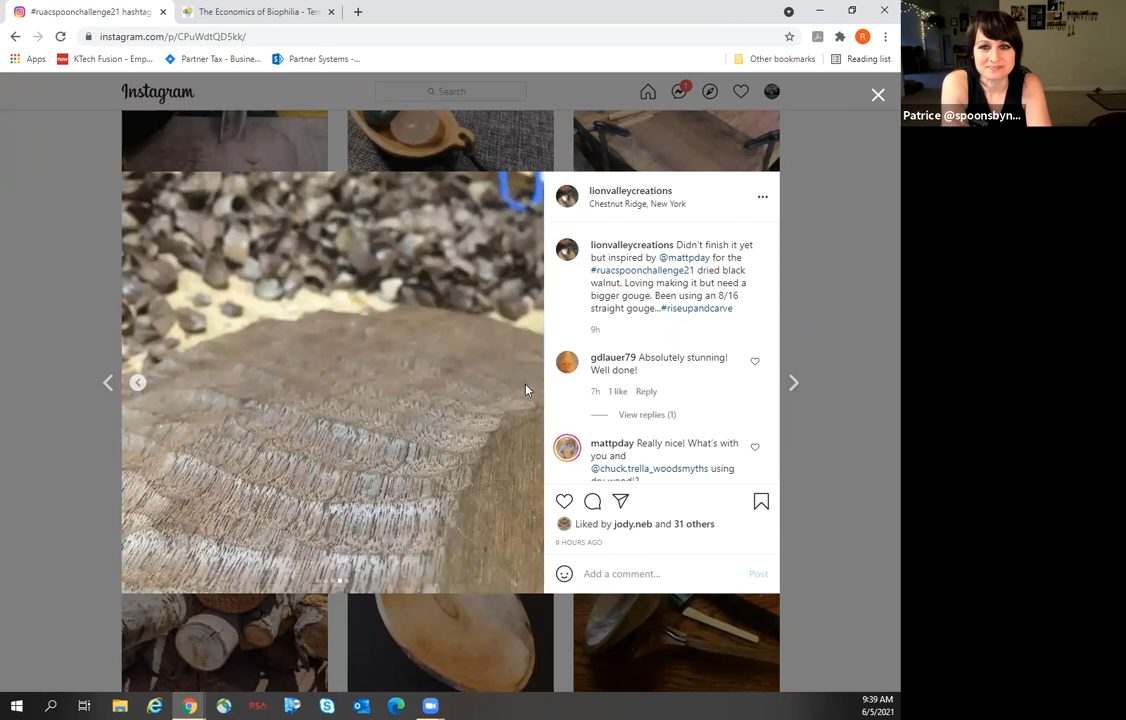 #ruacspoonchallenge21 hashtag
The Economics of Biophilia - Terr
instagram.com/p/CPuWdtQD5kk/
Apps
KTech Fusion - Emp...
Partner Tax - Busine...
Partner Systems -...
Other bookmarks
Reading list
Instagram
Search
1
Patrice @spoonsbyn...
lionvalleycreations
Chestnut Ridge, New York
lionvalleycreations Didn't finish it yet
but inspired by @mattpday for the
#ruacspoonchallenge21 dried black
walnut. Loving making it but need a
bigger gouge. Been using an 8/16
straight gouge...#riseupandcarve
9h
gdlauer79 Absolutely stunning!
Well done!
7h 1 like Reply
View replies (1)
mattpday Really nice! What's with
you and
@chuck.trella_woodsmyths using
dry wood!?
Liked by jody.neb and 31 others
9 HOURS AGO
Add a comment...
Post
RSA
9:39 AM
6/5/2021